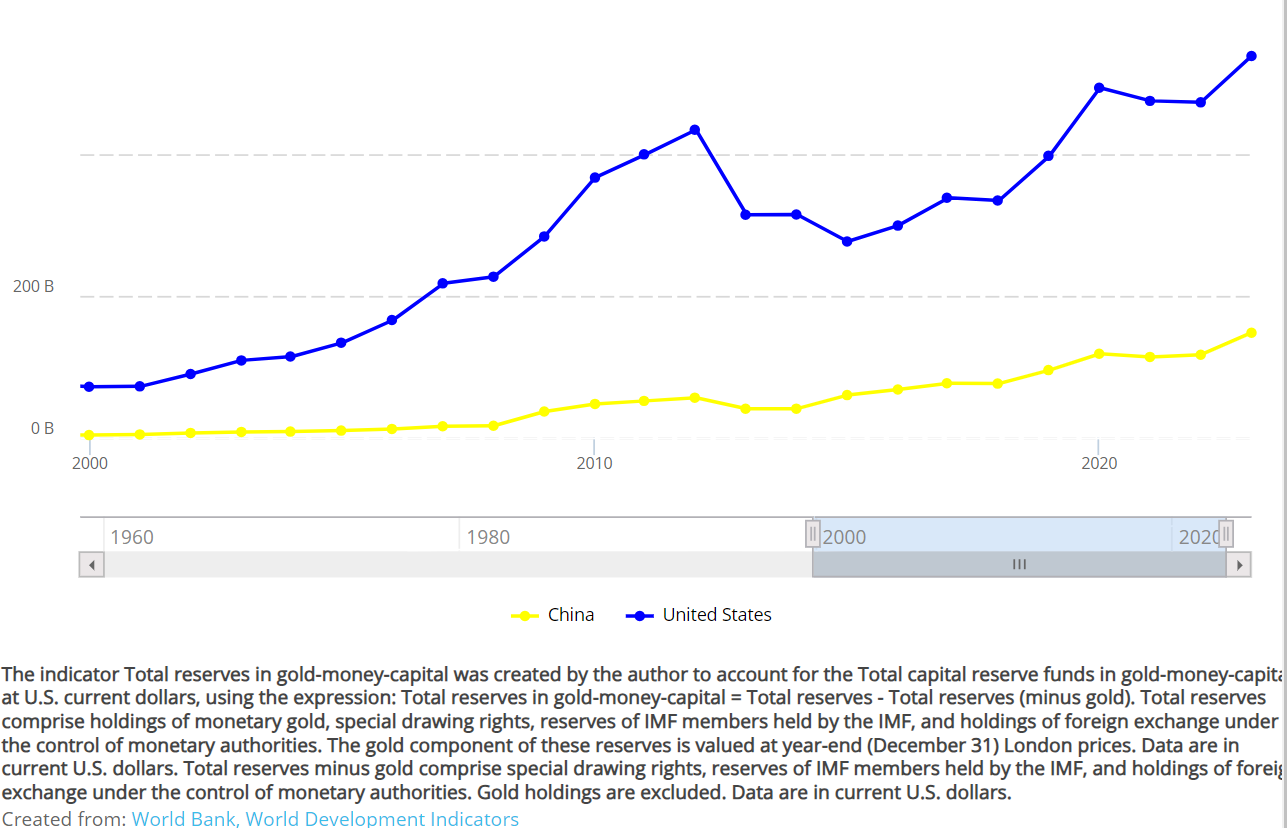 200 B
0 B
2000 2010 2020
1960 1980 2000 2020
China United States
The indicator Total reserves in gold-money-capital was created by the author to account for the Total capital reserve funds in gold-money-capita
at U.S. current dollars, using the expression: Total reserves in gold-money-capital = Total reserves - Total reserves (minus gold). Total reserves
comprise holdings of monetary gold, special drawing rights, reserves of IMF members held by the IMF, and holdings of foreign exchange under
the control of monetary authorities. The gold component of these reserves is valued at year-end (December 31) London prices. Data are in
current U.S. dollars. Total reserves minus gold comprise special drawing rights, reserves of IMF members held by the IMF, and holdings of foreig
exchange under the control of monetary authorities. Gold holdings are excluded. Data are in current U.S. dollars.
Created from: World Bank, World Development Indicators